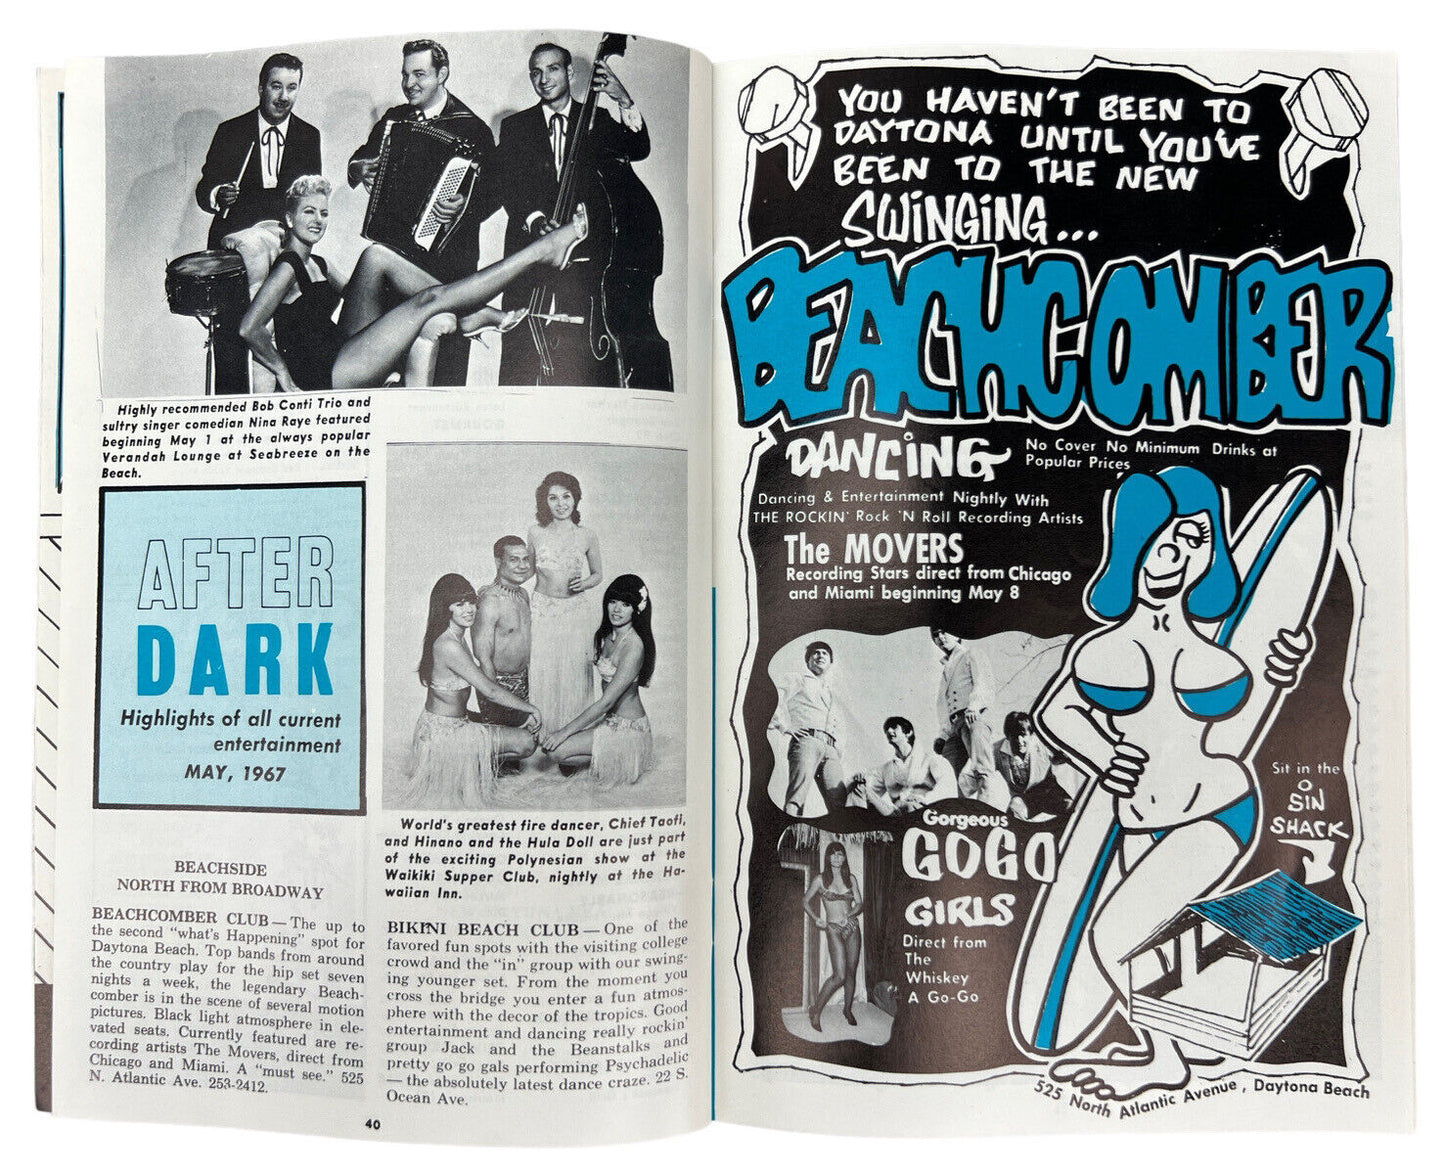 Highly recommended Bob Conti Trio and
sultry singer comedian Nina Raye featured
beginning May 1 at the always popular
Verandah Lounge at Seabreeze on the
Beach.
AFTER
DARK
Highlights of all current
entertainment
MAY, 1967
BEACHSIDE
NORTH FROM BROADWAY
BEACHCOMBER CLUB — The up to
the second "what's Happening" spot for
Daytona Beach. Top bands from around
the country play for the hip set seven
nights a week, the legendary Beach-
comber is in the scene of several motion
pictures. Black light atmosphere in ele-
vated seats. Currently featured are re-
cording artists The Movers, direct from
Chicago and Miami. A "must see." 525
N. Atlantic Ave. 253-2412.
World's greatest fire dancer, Chief Taofi,
and Hinano and the Hula Doll are just part
of the exciting Polynesian show at the
Waikiki Supper Club, nightly at the Ha-
waiian Inn.
BIKINI BEACH CLUB — One of the
favored fun spots with the visiting college
crowd and the "in" group with our swing-
ing younger set. From the moment you
cross the bridge you enter a fun atmos-
phere with the decor of the tropics. Good
entertainment and dancing really rockin'
group Jack and the Beanstalks and
pretty go go gals performing Psychadelic
— the absolutely latest dance craze. 22 S.
Ocean Ave.
40
YOU HAVEN'T BEEN TO
DAYTONA UNTIL YOU'VE
BEEN TO THE NEW
SWINGING...
BEACHCOMBER
DANCING
No Cover No Minimum Drinks at
Popular Prices
Dancing & Entertainment Nightly With
THE ROCKIN' Rock 'N Roll Recording Artists
The MOVERS
Recording Stars direct from Chicago
and Miami beginning May 8
Gorgeous
GOGO
GIRLS
Direct from
The
Whiskey
A Go-Go
Sit in the
O
SIN
SHACK
525 North Atlantic Avenue, Daytona Beach